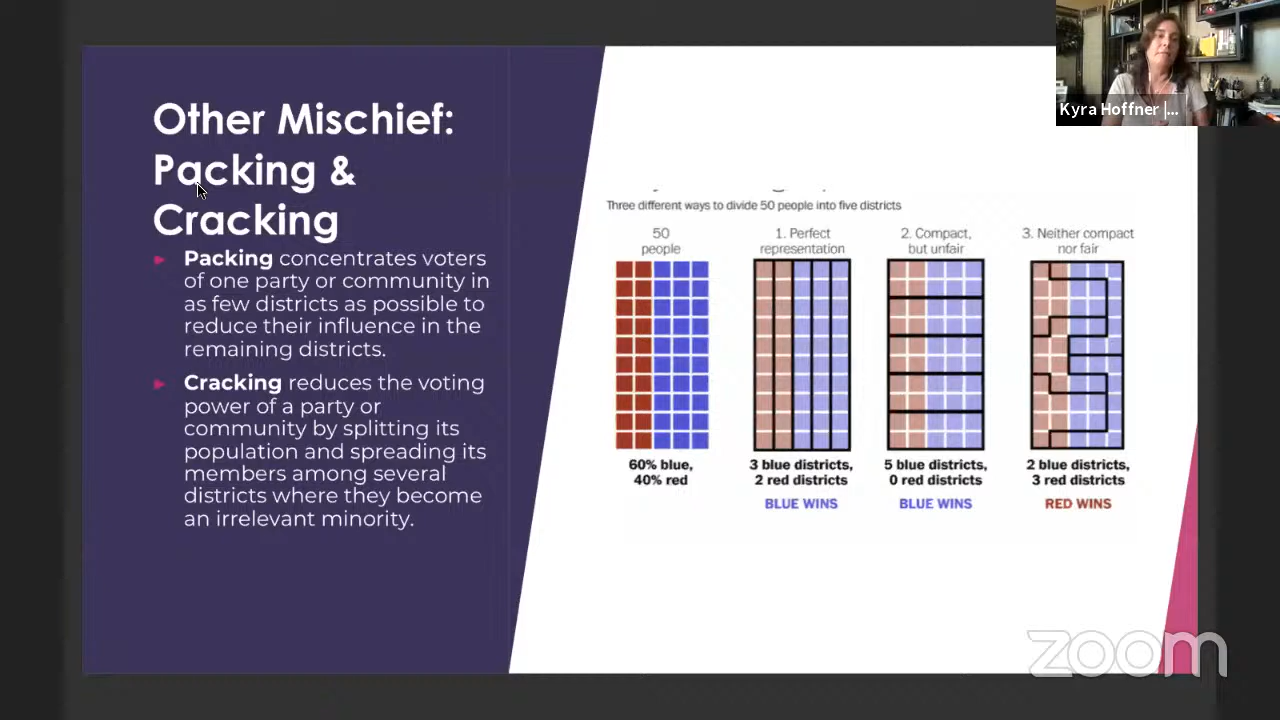 Other Mischief:
Packing &
Cracking
Packing concentrates voters
of one party or community in
as few districts as possible to
reduce their influence in the
remaining districts.
Cracking reduces the voting
power of a party or
community by splitting its
population and spreading its
members among several
districts where they become
an irrelevant minority.
Three different ways to divide 50 people into five districts
50
people
60% blue,
40% red
1. Perfect
representation
3 blue districts,
2 red districts
BLUE WINS
2. Compact,
but unfair
5 blue districts,
0 red districts
BLUE WINS
3. Neither compact
nor fair
2 blue districts,
3 red districts
RED WINS
Kyra Hoffner |...
zoom